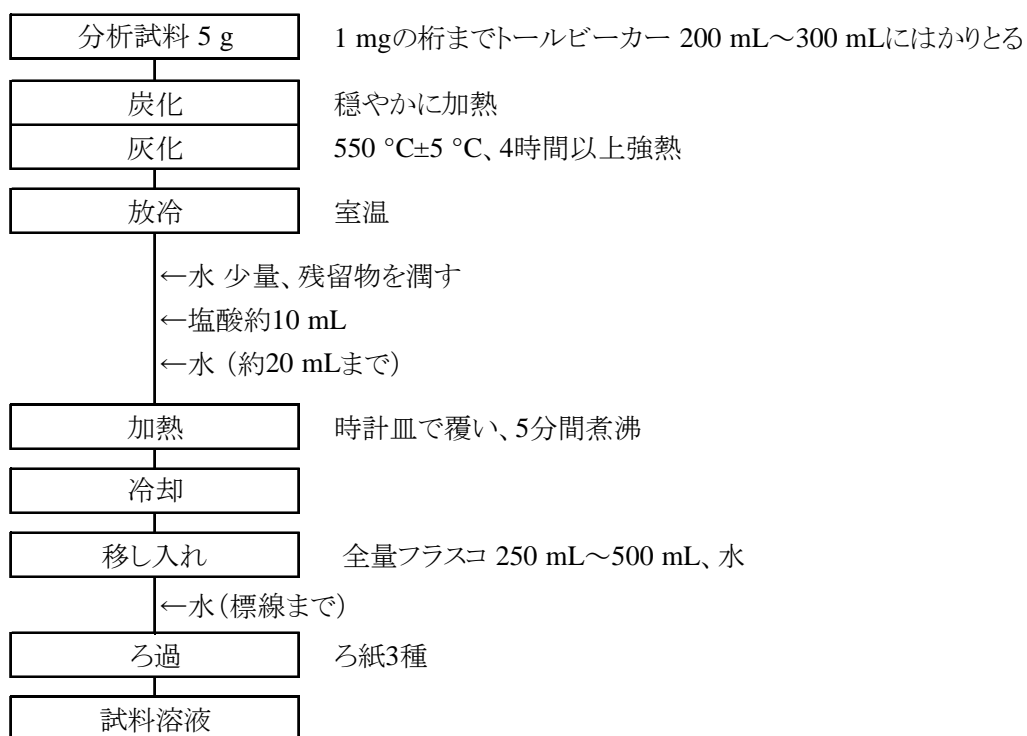 分析試料 5 g 1 mgの桁までトールビーカー 200 mL～300 mLにはかりとる
炭化 穏やかに加熱
灰化 550 °C±5 °C、4時間以上強熱
放冷 室温
←水 少量、残留物を潤す
←塩酸約10 mL
←水（約20 mLまで）
加熱 時計皿で覆い、5分間煮沸
冷却
移し入れ 全量フラスコ 250 mL～500 mL、水
←水（標線まで）
ろ過 ろ紙3種
試料溶液